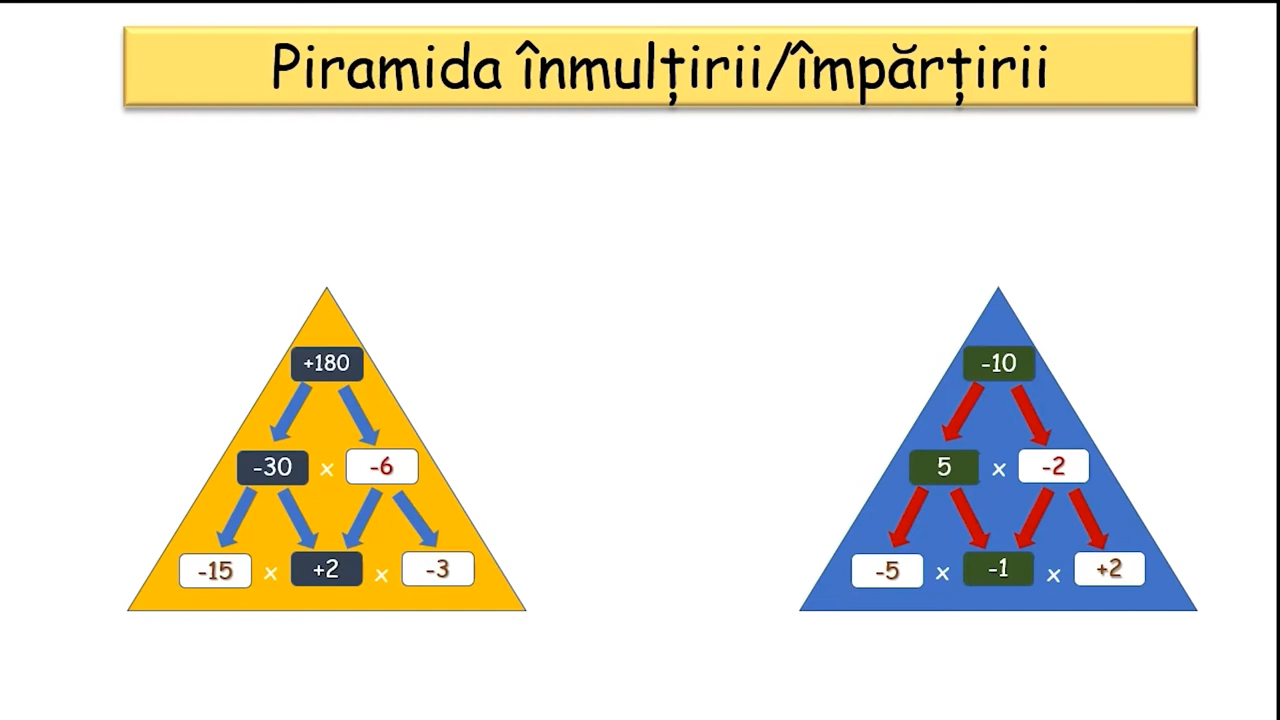 Piramida înmulțirii/împărțirii
+180
-30 x -6
-15 x +2 x -3
-10
5 x -2
-5 x -1 x +2